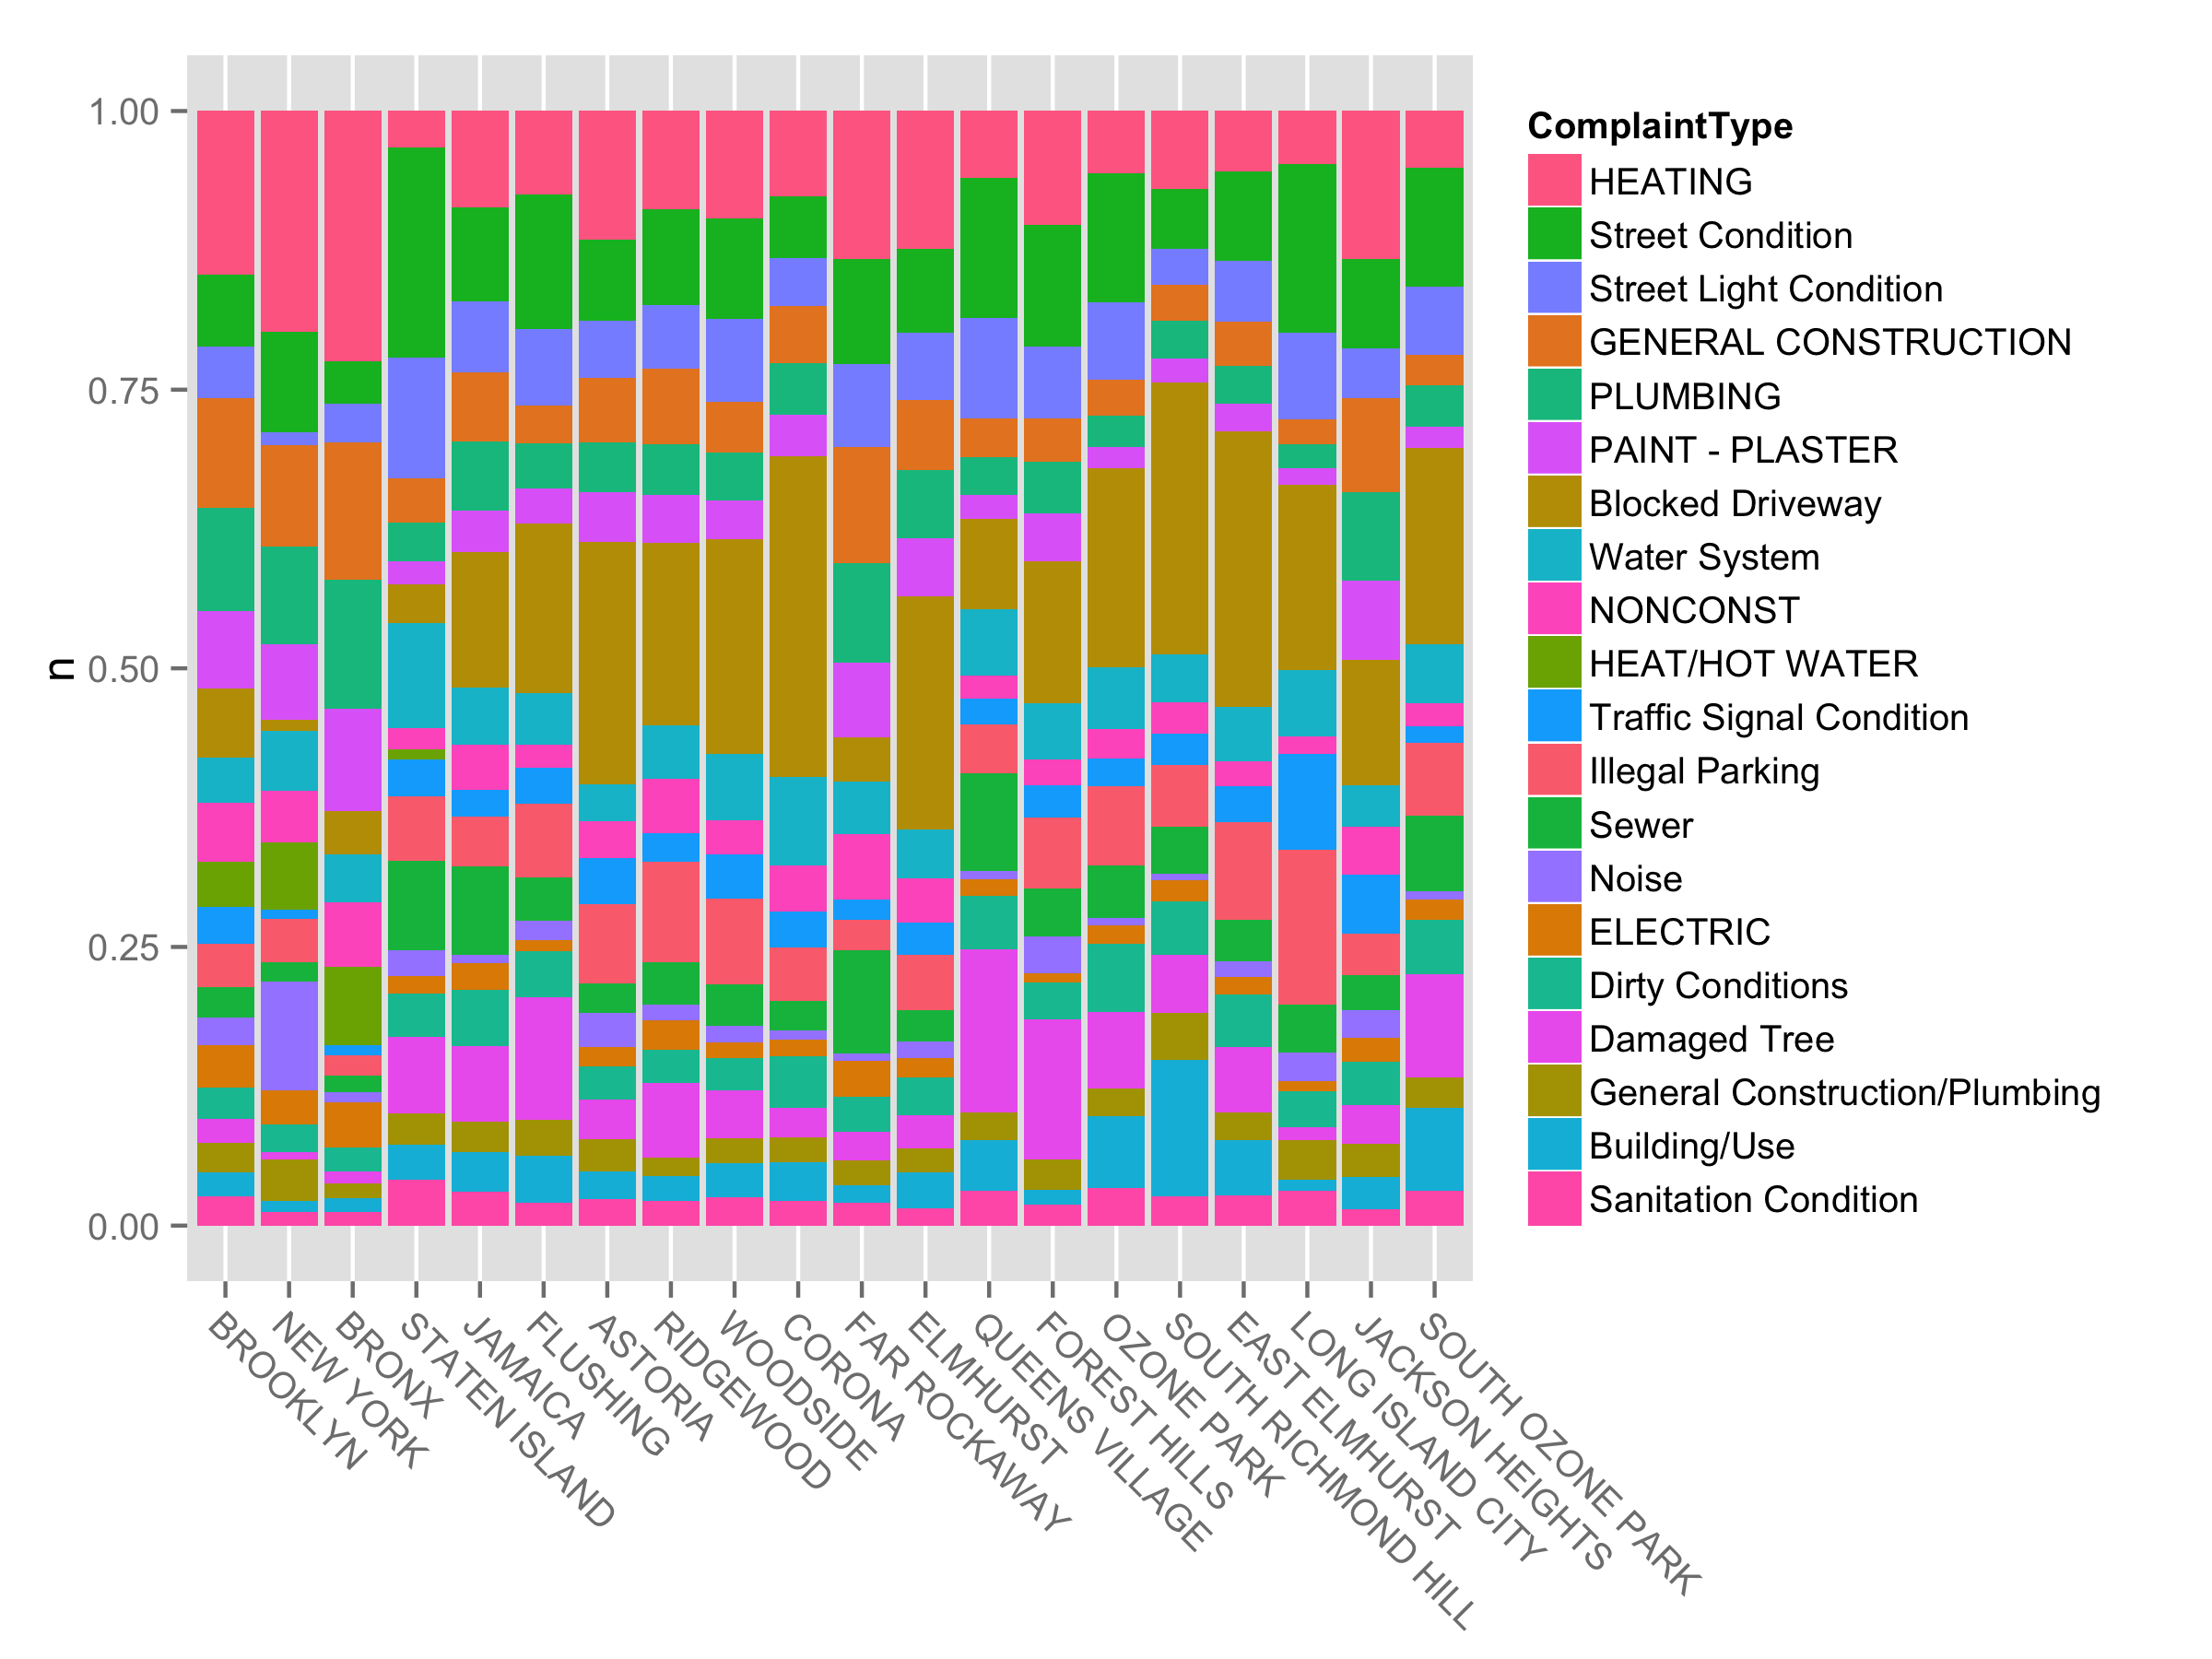 1.00
0.75
0.50
0.25
0.00
n
BROOKLYN
NEW YORK
BRONX
STATEN ISLAND
JAMAICA
FLUSHING
ASTORIA
RIDGEWOOD
WOODSIDE
CORONA
FAR ROCKAWAY
ELMHURST
QUEENS VILLAGE
FOREST HILLS
OZONE PARK
SOUTH RICHMOND HILL
EAST ELMHURST
LONG ISLAND CITY
JACKSON HEIGHTS
SOUTH OZONE PARK
ComplaintType
HEATING
Street Condition
Street Light Condition
GENERAL CONSTRUCTION
PLUMBING
PAINT - PLASTER
Blocked Driveway
Water System
NONCONST
HEAT/HOT WATER
Traffic Signal Condition
Illegal Parking
Sewer
Noise
ELECTRIC
Dirty Conditions
Damaged Tree
General Construction/Plumbing
Building/Use
Sanitation Condition